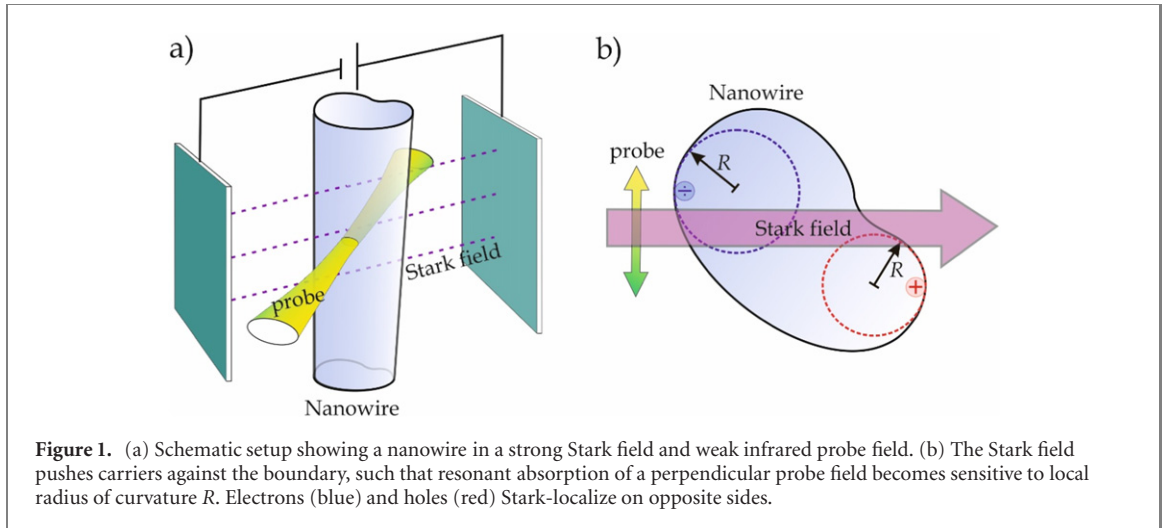 a)
probe
Stark field
Nanowire
b)
Nanowire
probe
R
÷
Stark field
R
+
Figure 1. (a) Schematic setup showing a nanowire in a strong Stark field and weak infrared probe field. (b) The Stark field
pushes carriers against the boundary, such that resonant absorption of a perpendicular probe field becomes sensitive to local
radius of curvature R. Electrons (blue) and holes (red) Stark-localize on opposite sides.